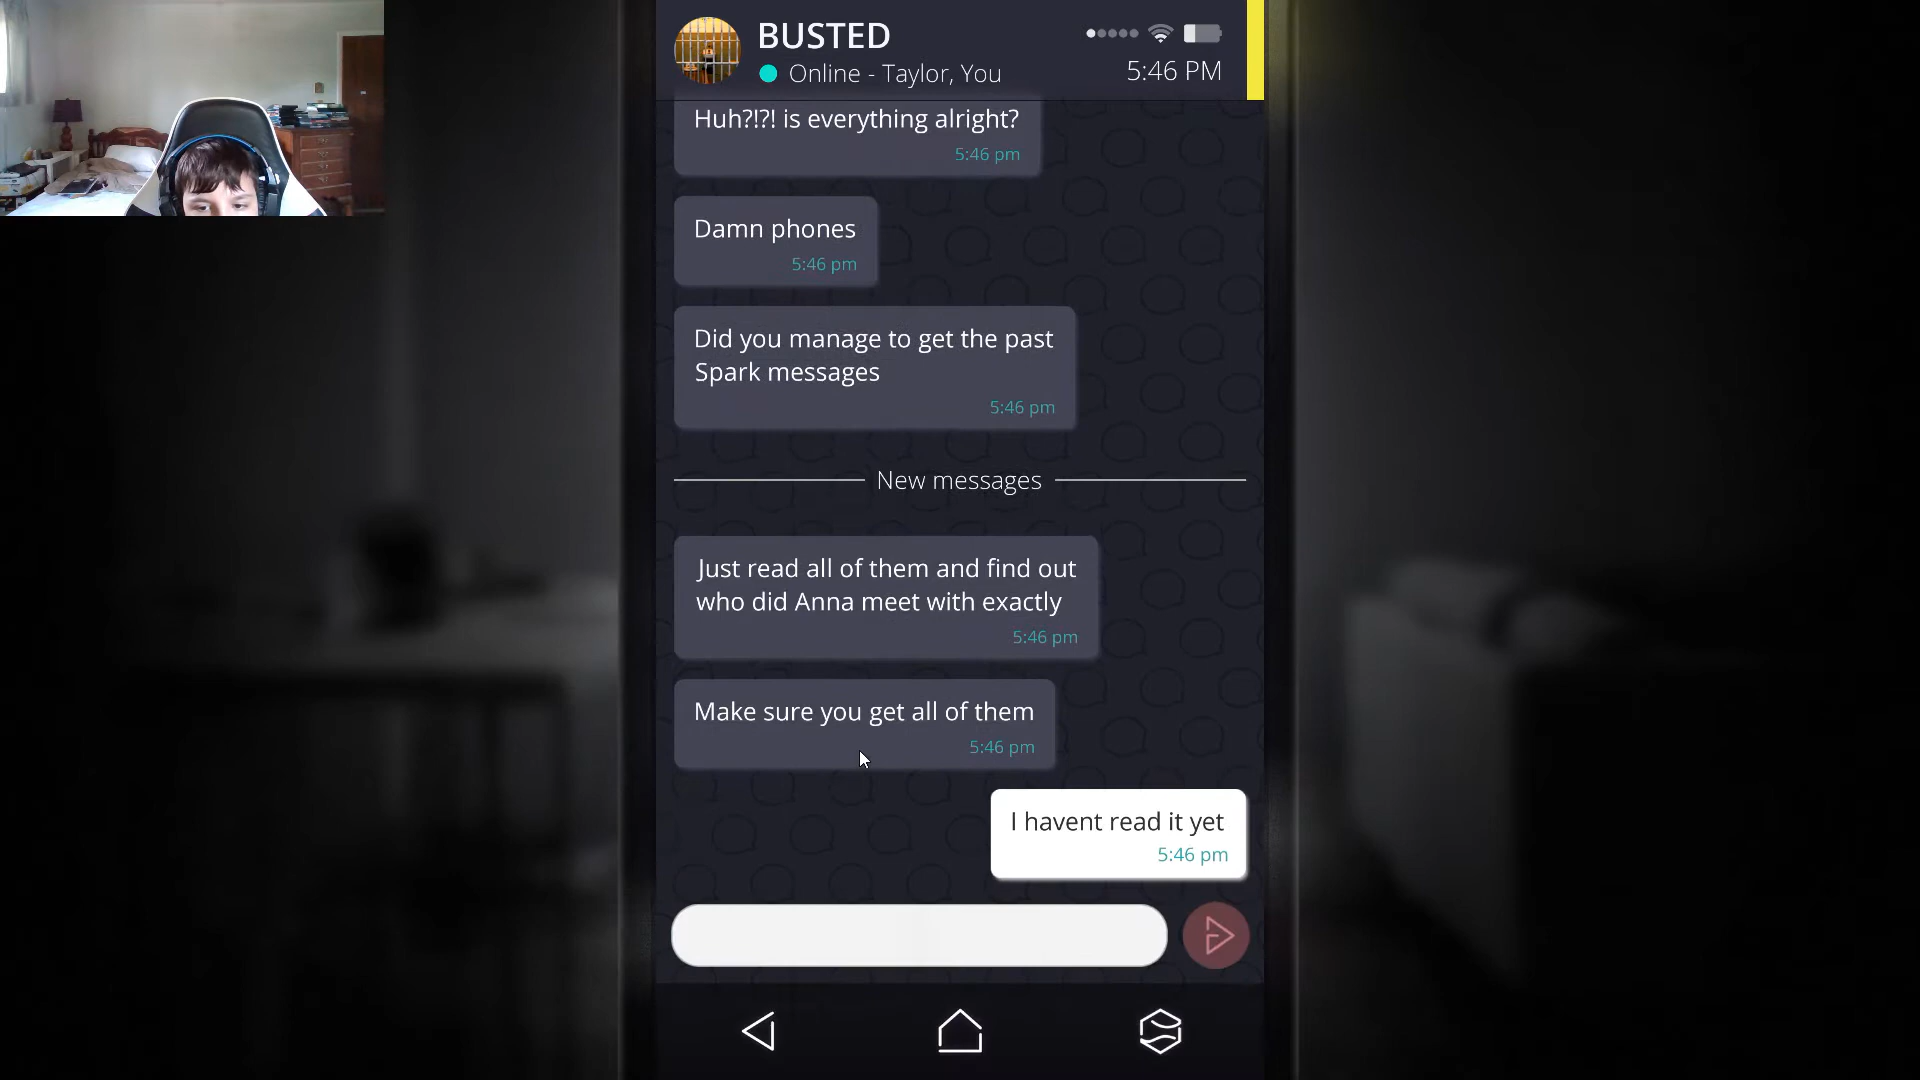 BUSTED
Online - Taylor, You
5:46 PM
Huh?!?! is everything alright?
5:46 pm
Damn phones
5:46 pm
Did you manage to get the past
Spark messages
5:46 pm
New messages
Just read all of them and find out
who did Anna meet with exactly
5:46 pm
Make sure you get all of them
5:46 pm
I havent read it yet
5:46 pm